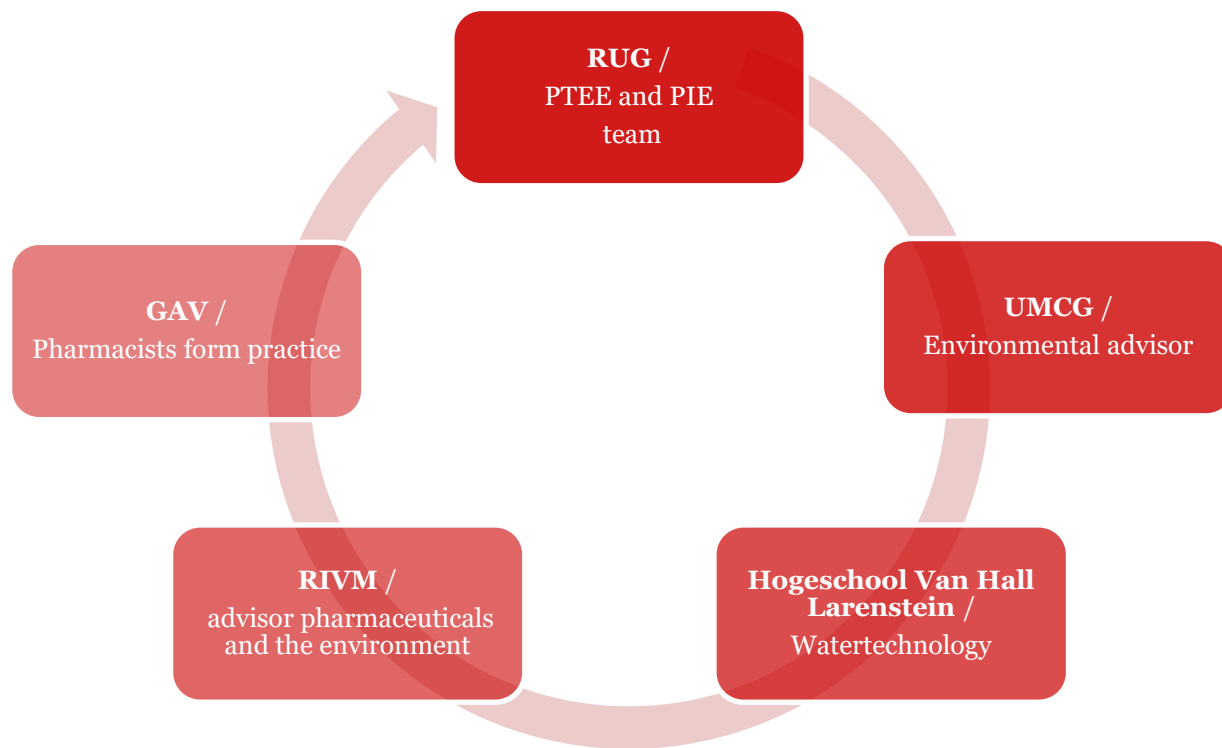 RUG /
PTEE and PIE
team
UMCG /
Environmental advisor
Hogeschool Van Hall
Larenstein /
Watertechnology
RIVM /
advisor pharmaceuticals
and the environment
GAV /
Pharmacists form practice